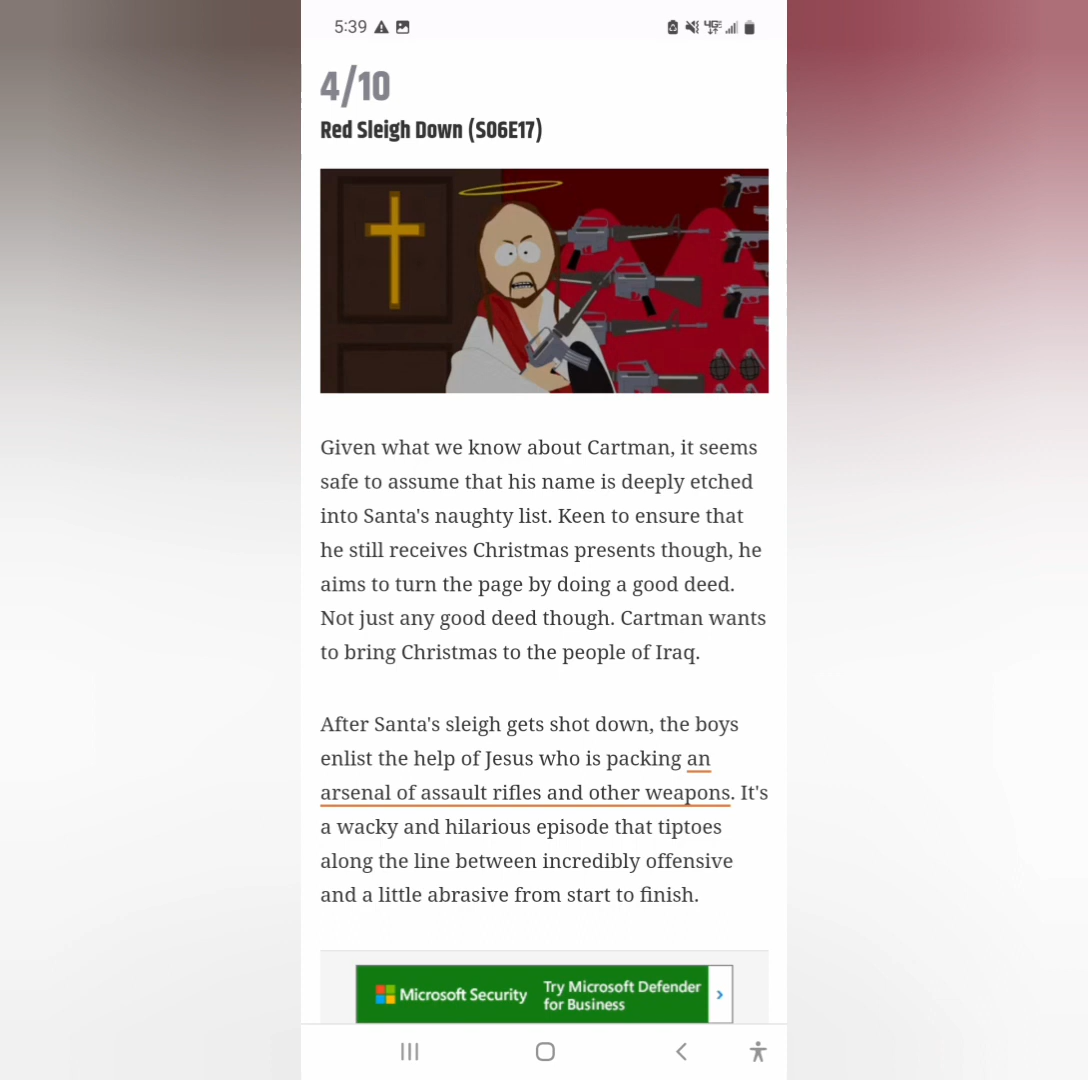 5:39
4/10
Red Sleigh Down (S06E17)
Given what we know about Cartman, it seems
safe to assume that his name is deeply etched
into Santa's naughty list. Keen to ensure that
he still receives Christmas presents though, he
aims to turn the page by doing a good deed.
Not just any good deed though. Cartman wants
to bring Christmas to the people of Iraq.
After Santa's sleigh gets shot down, the boys
enlist the help of Jesus who is packing an
arsenal of assault rifles and other weapons. It's
a wacky and hilarious episode that tiptoes
along the line between incredibly offensive
and a little abrasive from start to finish.
Microsoft Security
Try Microsoft Defender
for Business